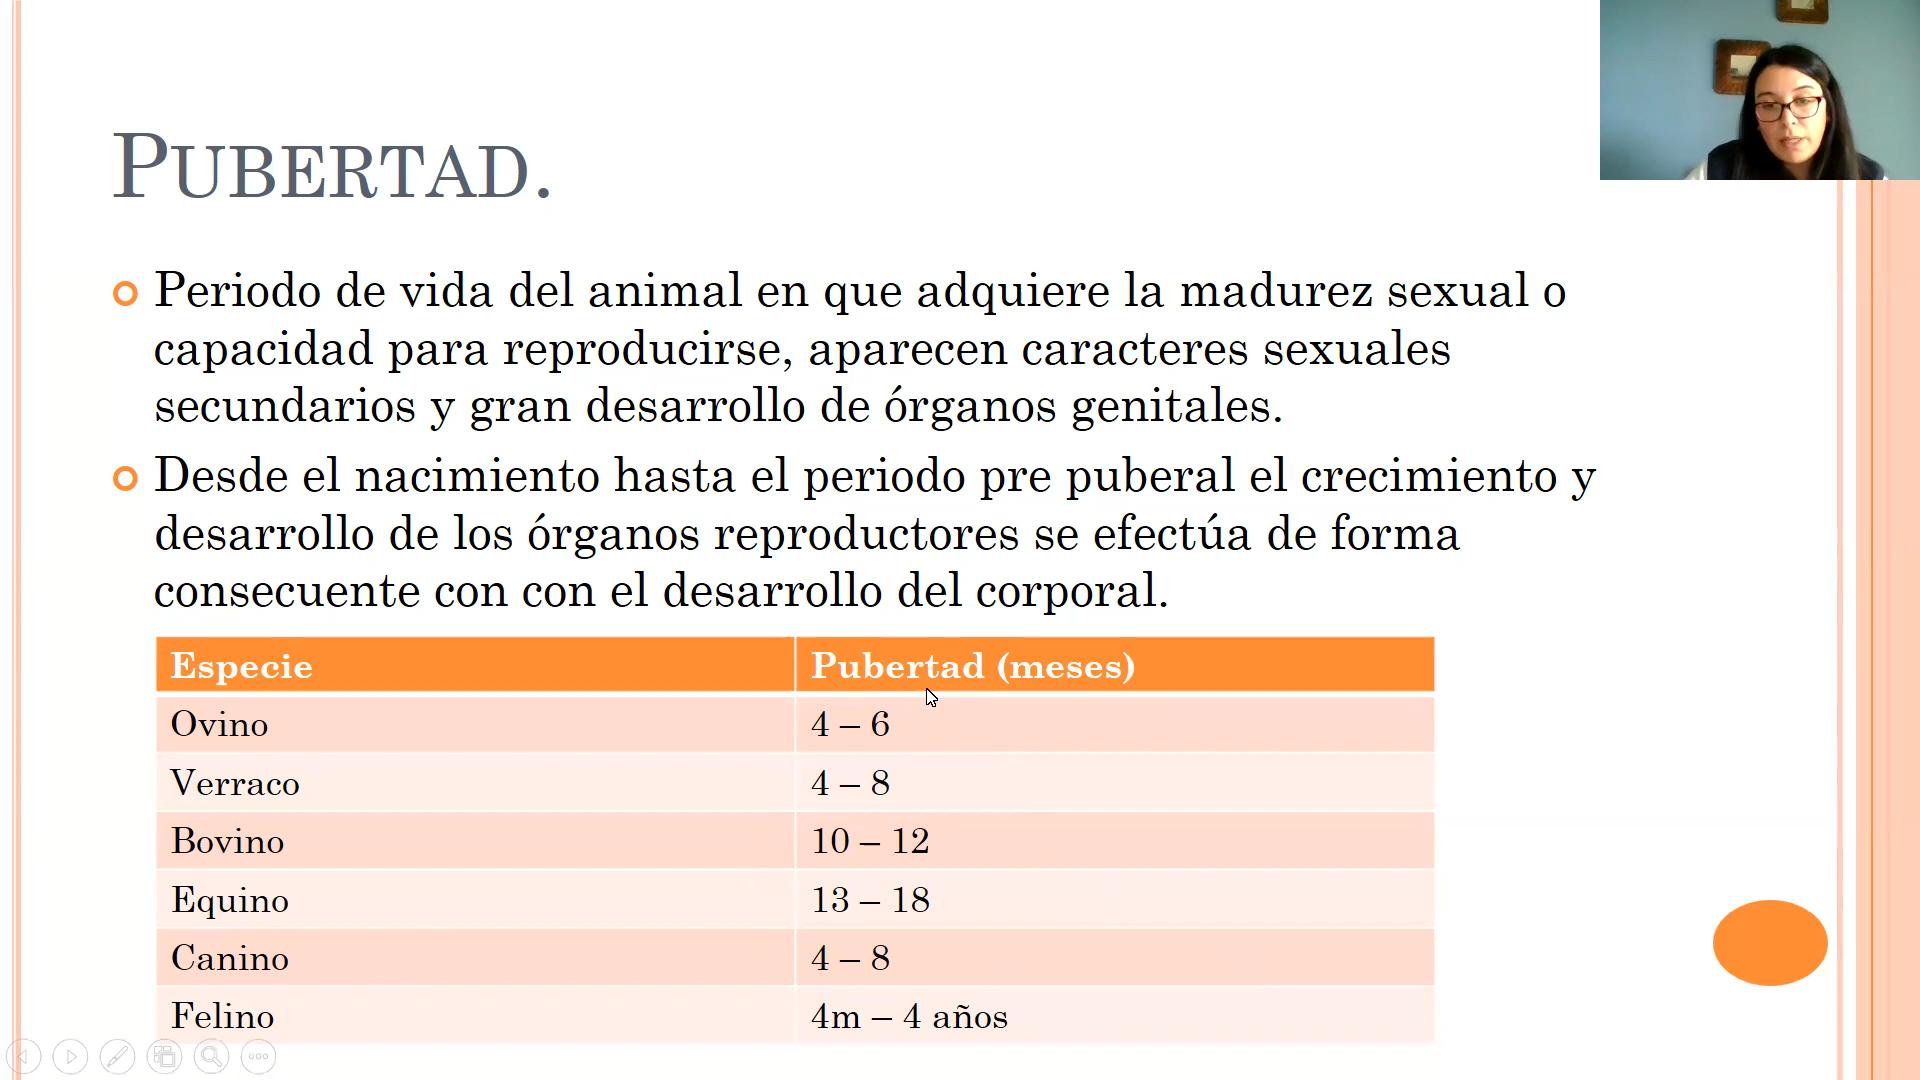 PUBERTAD.
Periodo de vida del animal en que adquiere la madurez sexual o
capacidad para reproducirse, aparecen caracteres sexuales
secundarios y gran desarrollo de órganos genitales.
Desde el nacimiento hasta el periodo pre puberal el crecimiento y
desarrollo de los órganos reproductores se efectúa de forma
consecuente con con el desarrollo del corporal.
Especie Pubertad (meses)
Ovino 4 – 6
Verraco 4 – 8
Bovino 10 – 12
Equino 13 – 18
Canino 4 – 8
Felino 4m – 4 años